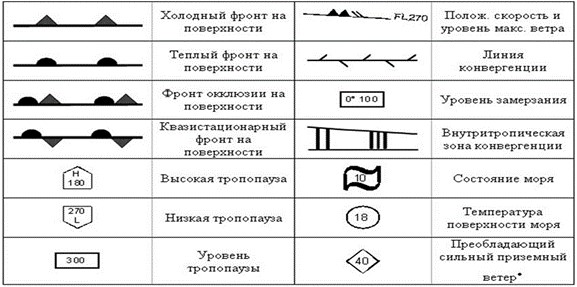 Холодный фронт на
поверхности
FL270
Полож. скорость и
уровень макс. ветра
Теплый фронт на
поверхности
Линия
конвергенции
Фронт окклюзии на
поверхности
0° 100
Уровень замерзания
Квазистационарный
фронт на
поверхности
Внутритропическая
зона конвергенции
H
180
Высокая тропопауза
10
Состояние моря
270
L
Низкая тропопауза
18
Температура
поверхности моря
300
Уровень
тропопаузы
40
Преобладающий
сильный приземный
ветер*